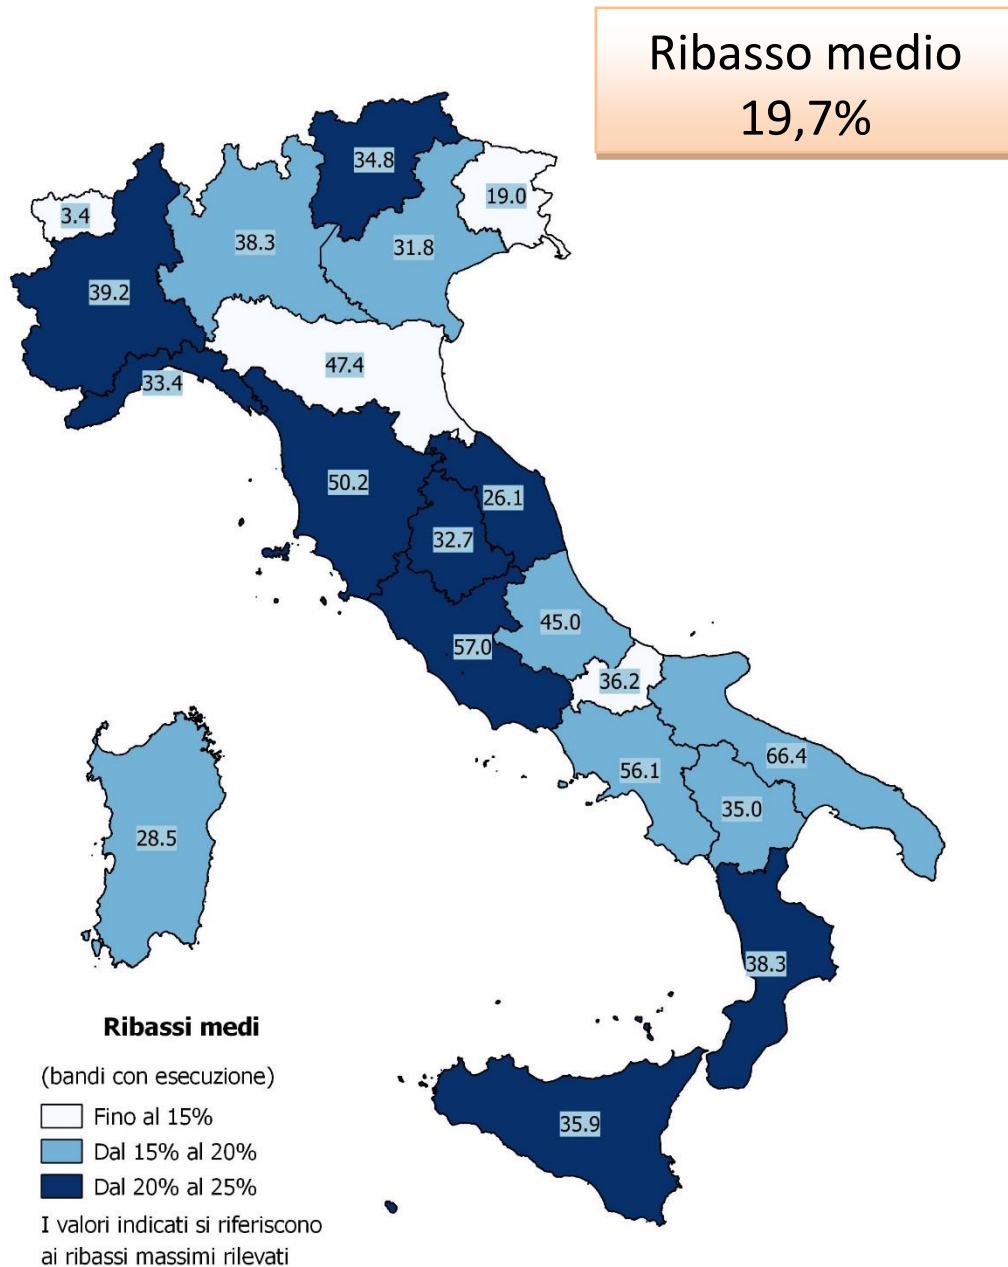 Ribasso medio
19,7%
34.8
19.0
3.4
38.3
31.8
39.2
47.4
33.4
50.2
26.1
32.7
45.0
57.0
36.2
66.4
56.1
35.0
28.5
38.3
35.9
Ribassi medi
(bandi con esecuzione)
Fino al 15%
Dal 15% al 20%
Dal 20% al 25%
I valori indicati si riferiscono
ai ribassi massimi rilevati